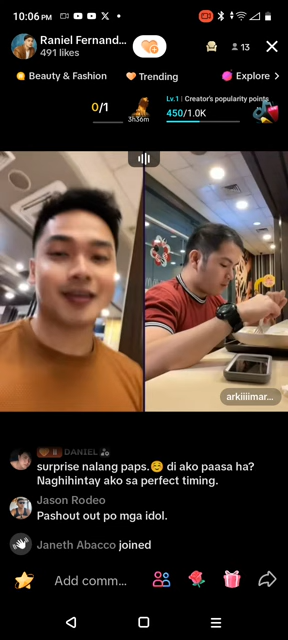 10:06 PM
Raniel Fernand...
491 likes
13
Beauty & Fashion
Trending
Explore >
0/1
3h36m
Lv.1 | Creator's popularity points
450/1.0K
arkiiiimar...
8 DANIEL
surprise nalang paps.☺️ di ako paasa ha?
Naghihintay ako sa perfect timing.
Jason Rodeo
Pashout out po mga idol.
Janeth Abacco joined
Add comm...